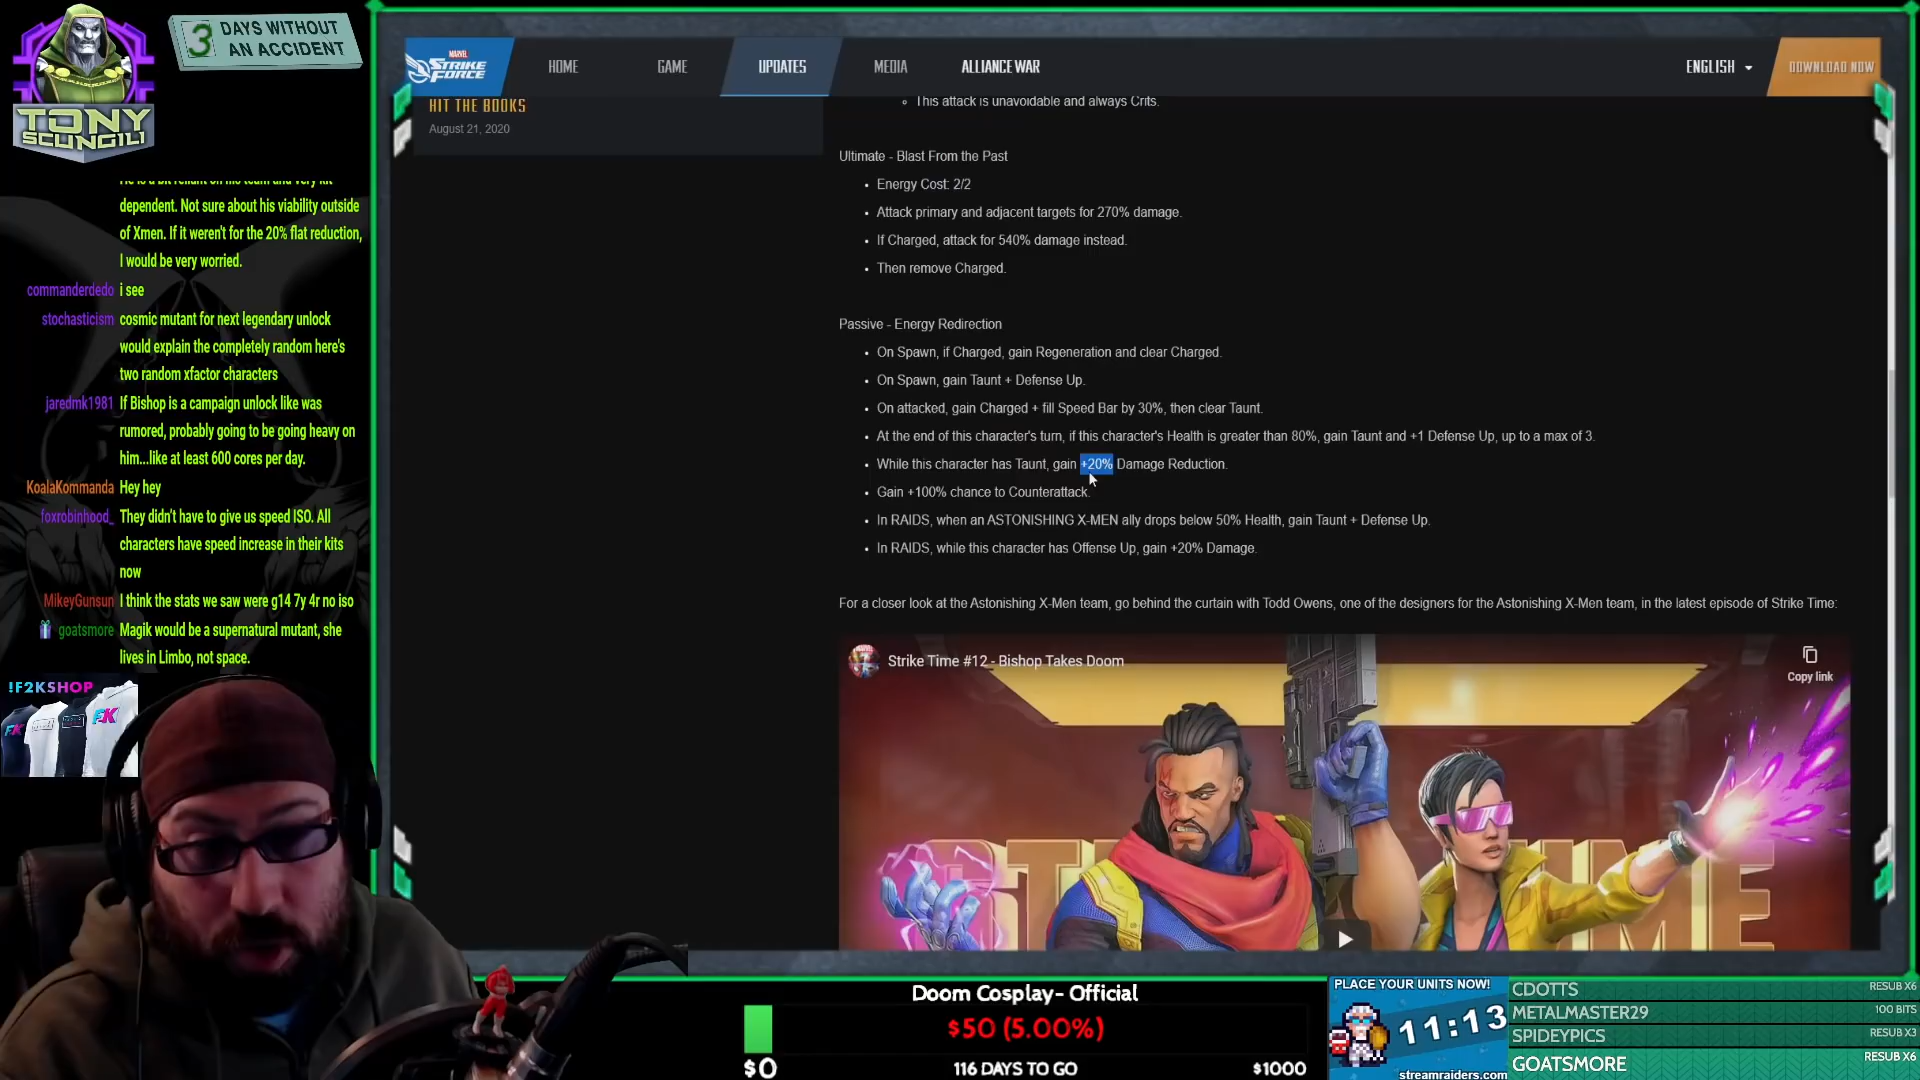 3 DAYS WITHOUT
AN ACCIDENT
TONY
SCUNGILI
MARVEL
STRIKE
FORCE
HOME
GAME
UPDATES
MEDIA
ALLIANCE WAR
ENGLISH
DOWNLOAD NOW
HIT THE BOOKS
August 21, 2020
This attack is unavoidable and always Crits.
Ultimate - Blast From the Past
Energy Cost: 2/2
Attack primary and adjacent targets for 270% damage.
If Charged, attack for 540% damage instead.
Then remove Charged.
Passive - Energy Redirection
On Spawn, if Charged, gain Regeneration and clear Charged.
On Spawn, gain Taunt + Defense Up.
On attacked, gain Charged + fill Speed Bar by 30%, then clear Taunt.
At the end of this character's turn, if this character's Health is greater than 80%, gain Taunt and +1 Defense Up, up to a max of 3.
While this character has Taunt, gain +20% Damage Reduction.
Gain +100% chance to Counterattack.
In RAIDS, when an ASTONISHING X-MEN ally drops below 50% Health, gain Taunt + Defense Up.
In RAIDS, while this character has Offense Up, gain +20% Damage.
For a closer look at the Astonishing X-Men team, go behind the curtain with Todd Owens, one of the designers for the Astonishing X-Men team, in the latest episode of Strike Time:
Strike Time #12 - Bishop Takes Doom
Copy link
He is a bit reliant on his team and very kit
dependent. Not sure about his viability outside
of Xmen. If it weren't for the 20% flat reduction,
I would be very worried.
commanderdedo i see
stochasticism cosmic mutant for next legendary unlock
would explain the completely random here's
two random xfactor characters
jaredmk1981 If Bishop is a campaign unlock like was
rumored, probably going to be going heavy on
him...like at least 600 cores per day.
KoalaKommanda Hey hey
foxrobinhood_ They didn't have to give us speed ISO. All
characters have speed increase in their kits
now
MikeyGunsun I think the stats we saw were g14 7y 4r no iso
goatsmore Magik would be a supernatural mutant, she
lives in Limbo, not space.
!F2KSHOP
Doom Cosplay- Official
$50 (5.00%)
$0
116 DAYS TO GO
$1000
PLACE YOUR UNITS NOW!
11:13
streamraiders.com
CDOTTS RESUB X6
METALMASTER29 100 BITS
SPIDEYPICS RESUB X3
GOATSMORE RESUB X6